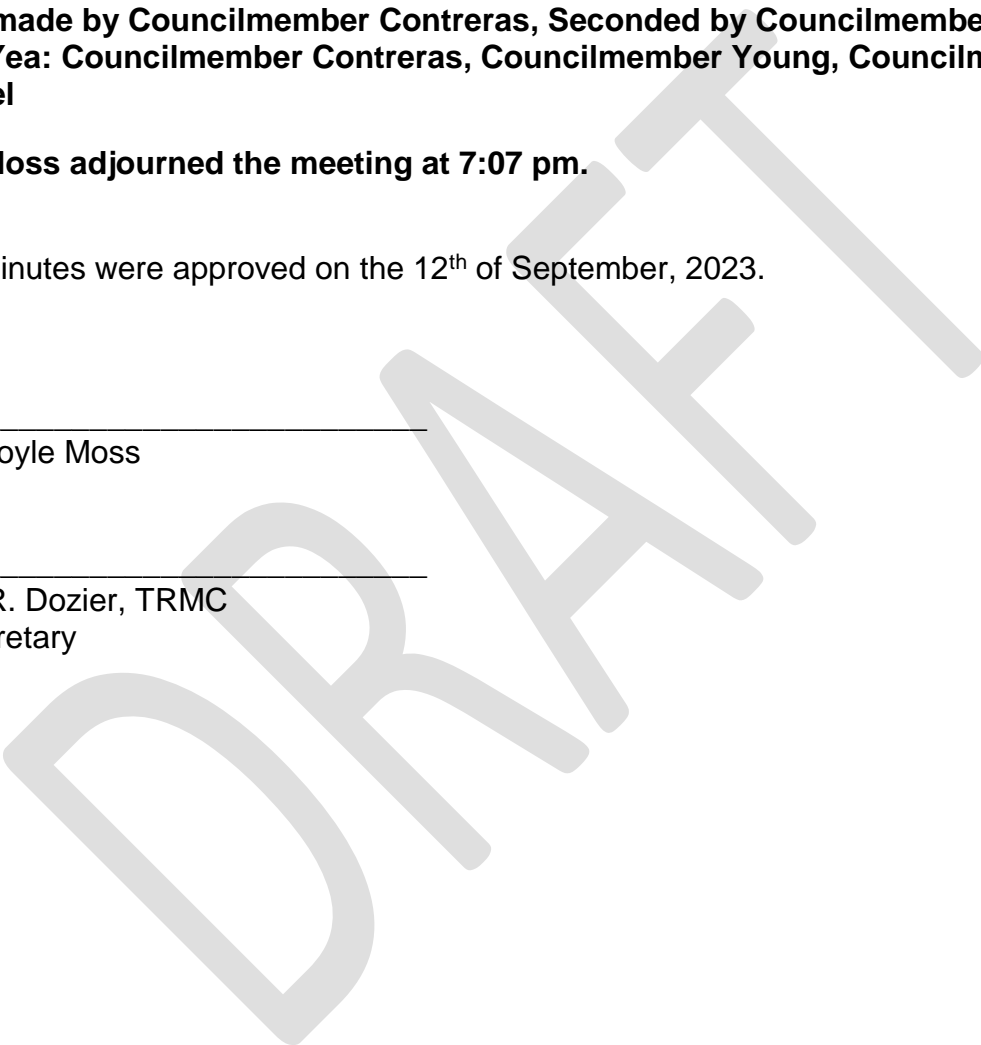 made by Councilmember Contreras, Seconded by Councilmembe
Yea: Councilmember Contreras, Councilmember Young, Counciln
el
loss adjourned the meeting at 7:07 pm.
inutes were approved on the 12th of September, 2023.
oyle Moss
R. Dozier, TRMC
retary
DRAFT